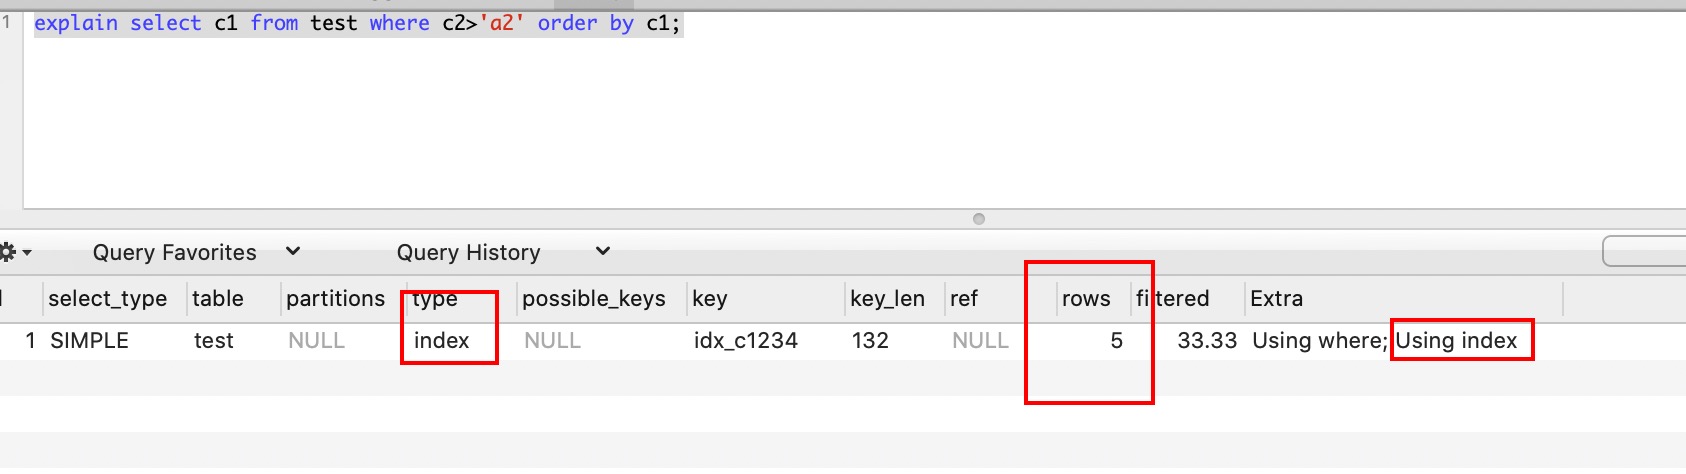 1 explain select c1 from test where c2>'a2' order by c1;
Query Favorites Query History
select_type table partitions type possible_keys key key_len ref rows filtered Extra
1 SIMPLE test NULL index NULL idx_c1234 132 NULL 5 33.33 Using where; Using index